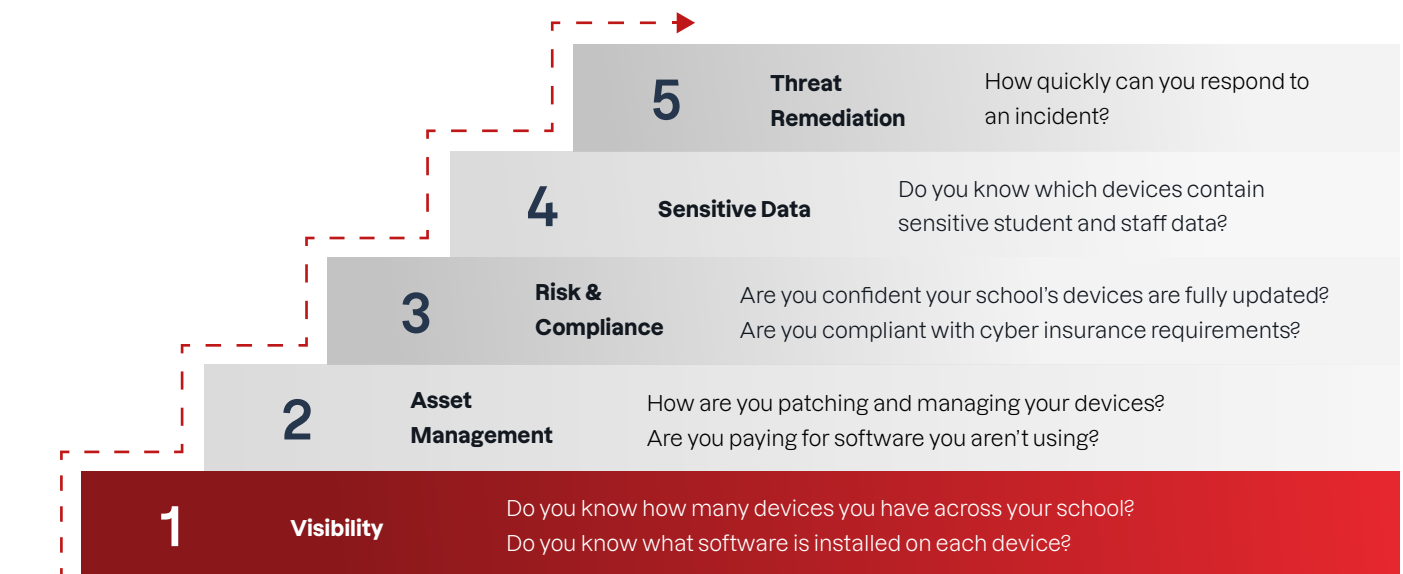 5
Threat
Remediation
How quickly can you respond to
an incident?
4
Sensitive Data
Do you know which devices contain
sensitive student and staff data?
3
Risk &
Compliance
Are you confident your school’s devices are fully updated?
Are you compliant with cyber insurance requirements?
2
Asset
Management
How are you patching and managing your devices?
Are you paying for software you aren’t using?
1
Visibility
Do you know how many devices you have across your school?
Do you know what software is installed on each device?